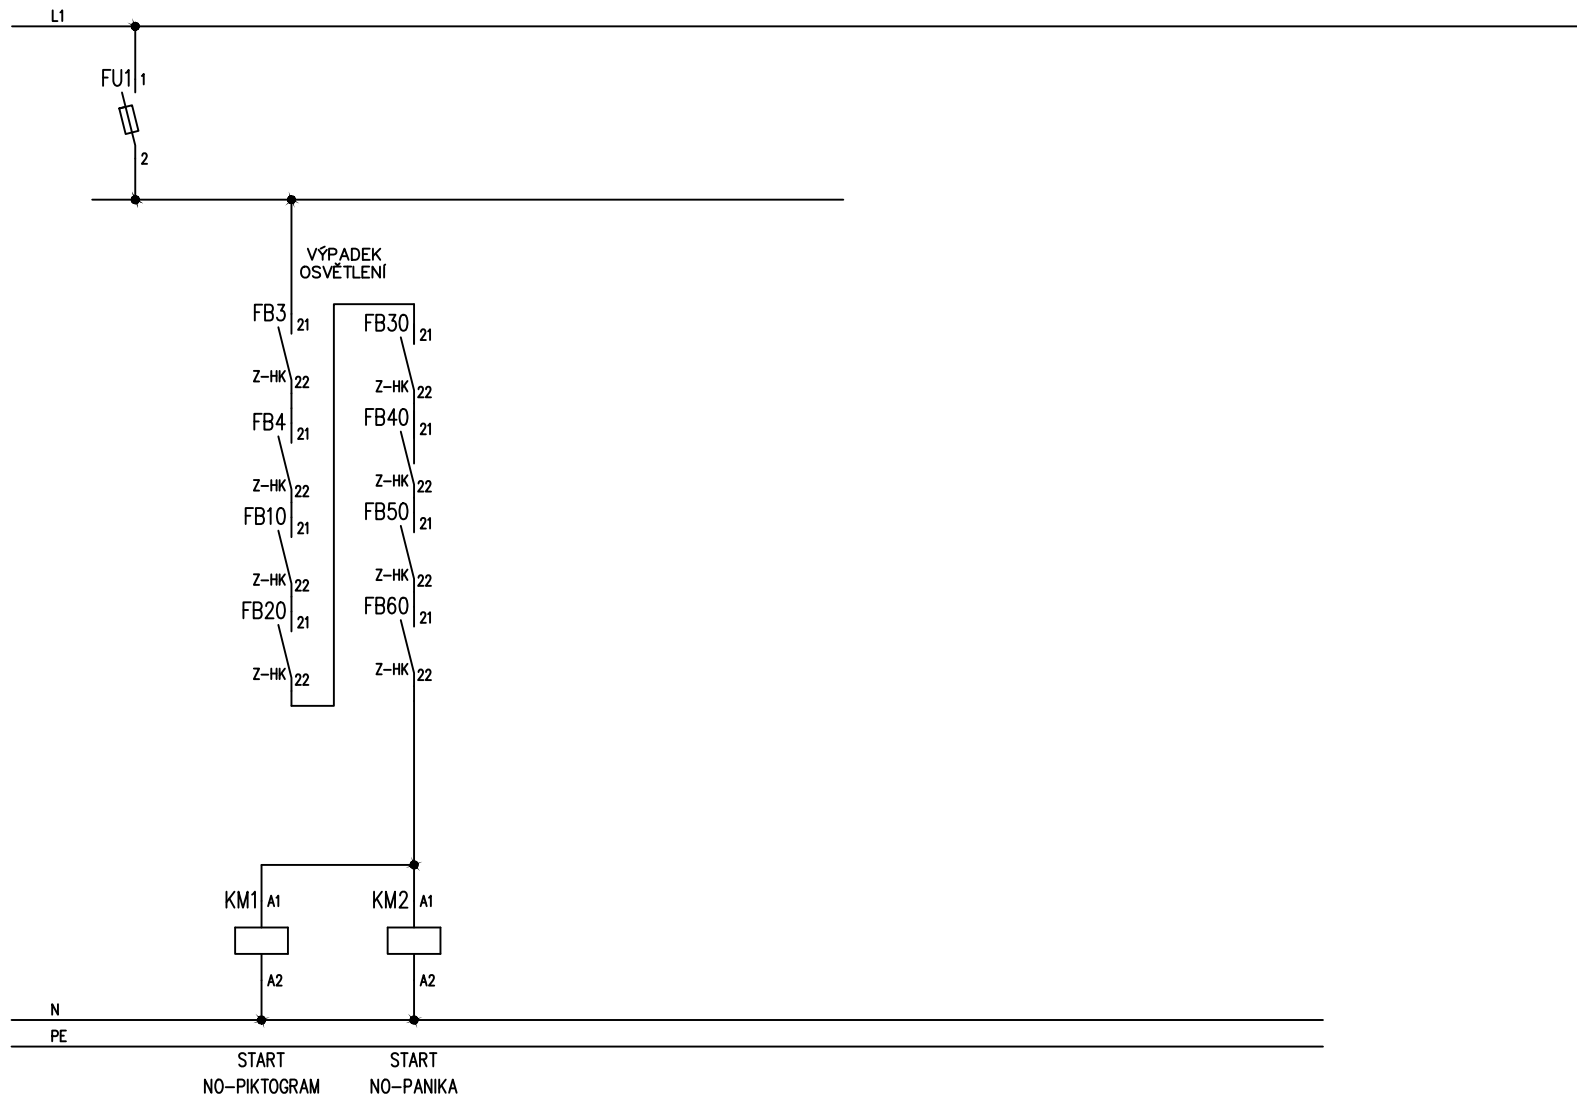 L1
FU1 1
2
VÝPADEK
OSVĚTLENÍ
FB3 21
Z-HK 22
FB4 21
Z-HK 22
FB10 21
Z-HK 22
FB20 21
Z-HK 22
FB30 21
Z-HK 22
FB40 21
Z-HK 22
FB50 21
Z-HK 22
FB60 21
Z-HK 22
KM1 A1
A2
KM2 A1
A2
N
PE
START
NO-PIKTOGRAM
START
NO-PANIKA